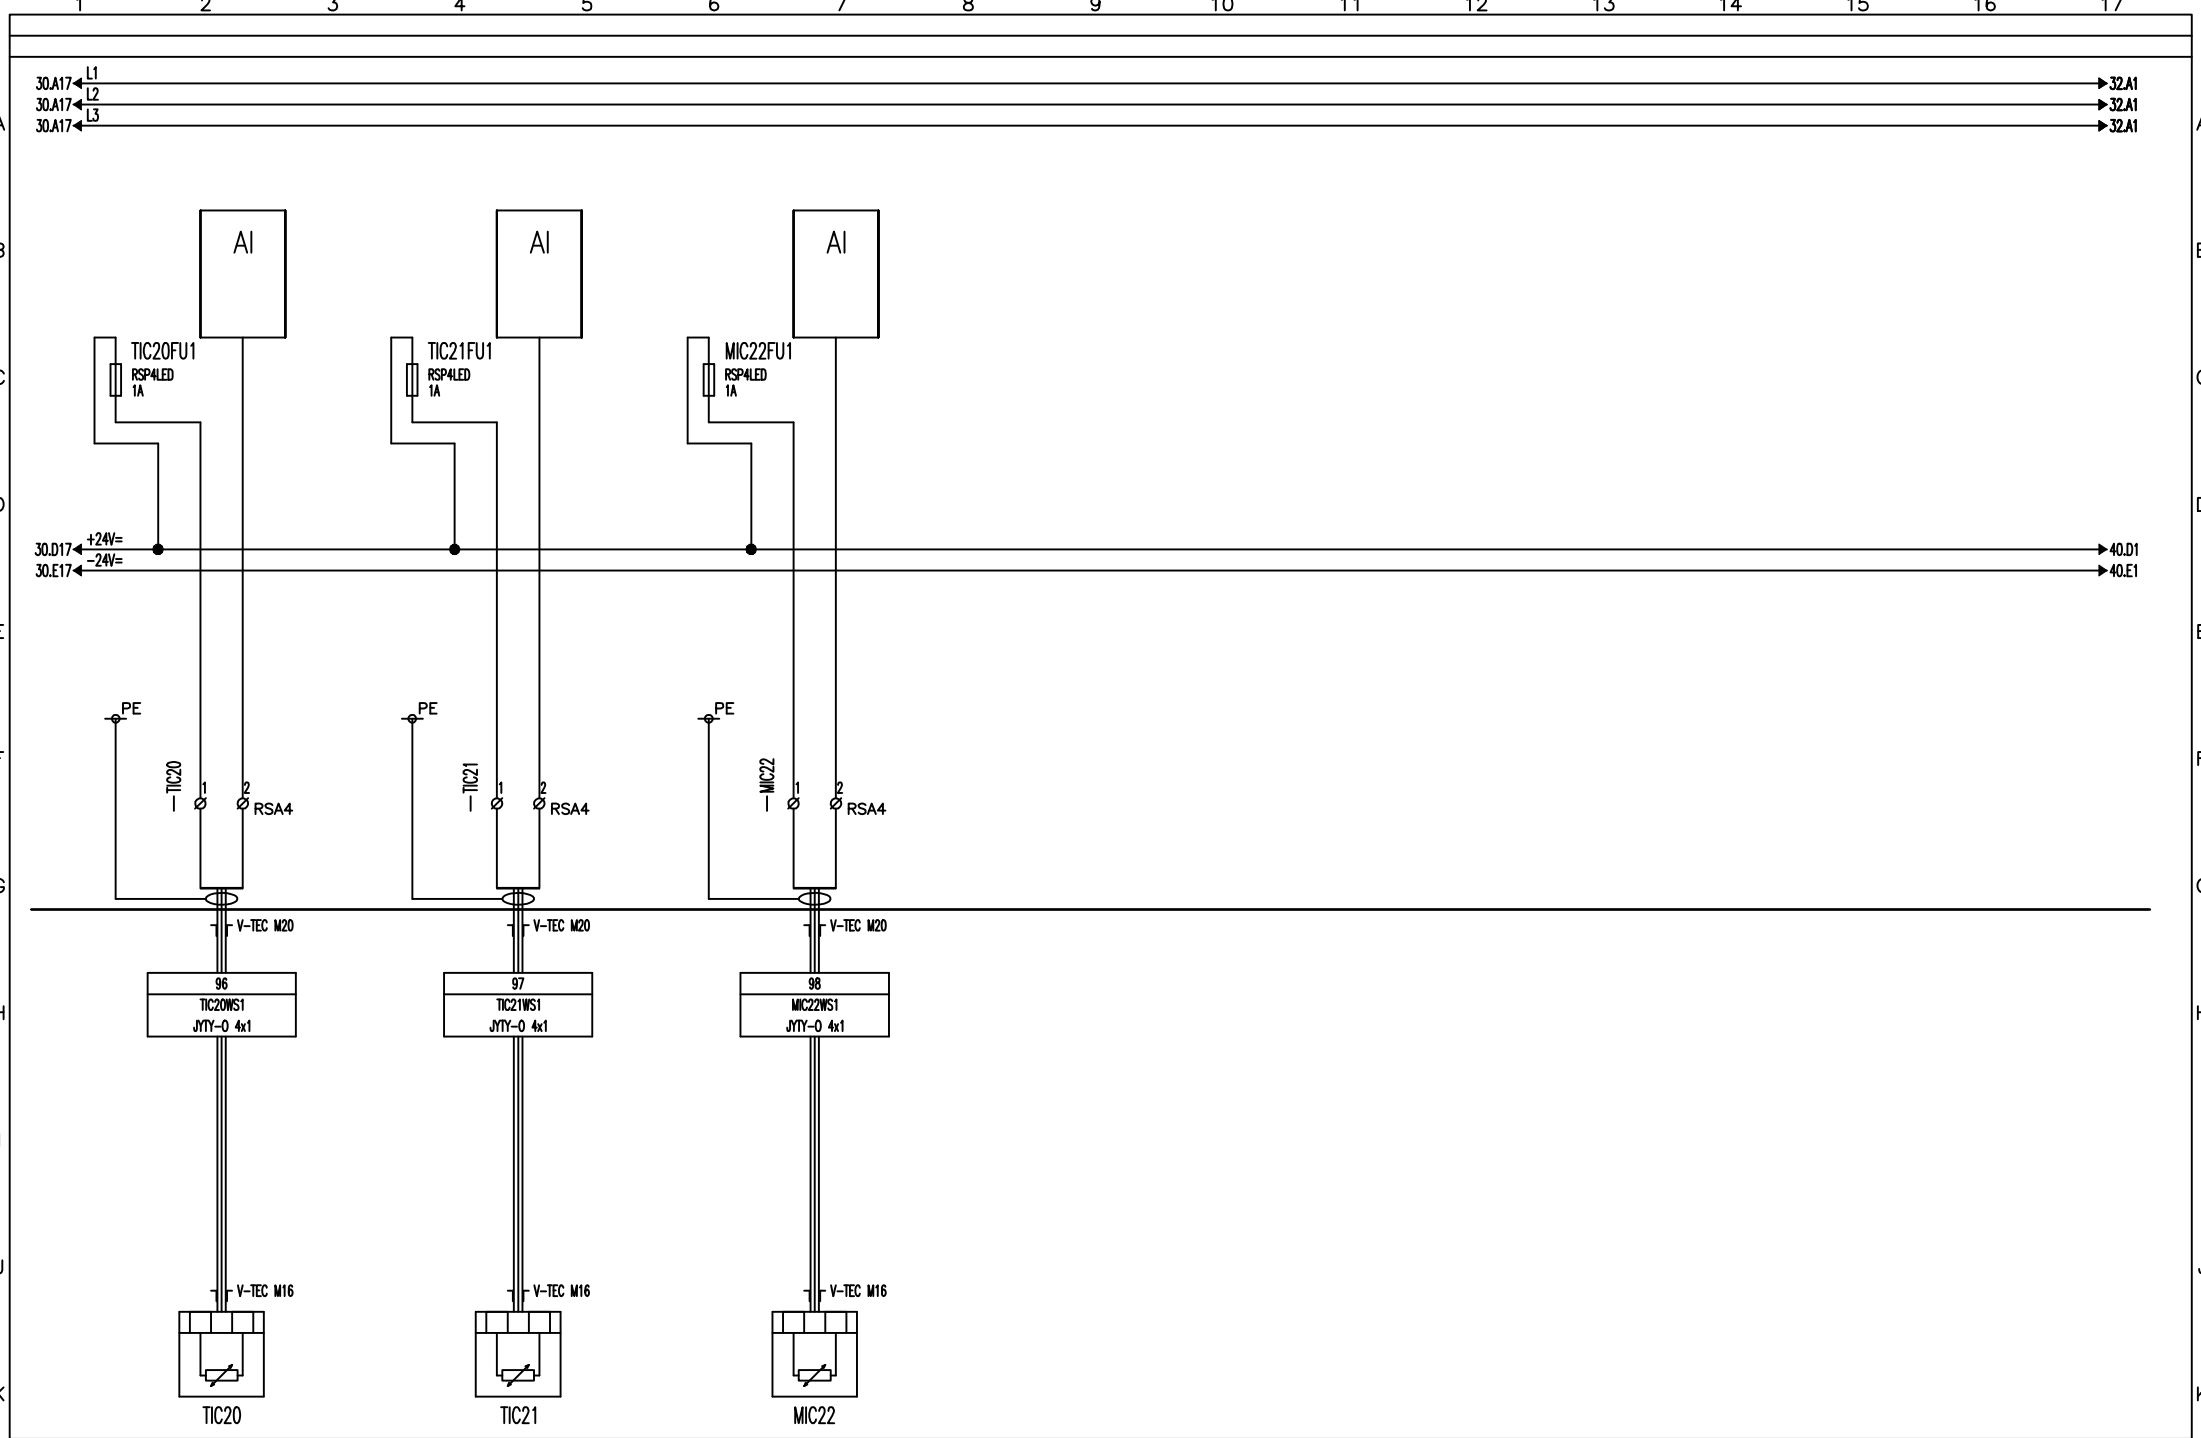 1 2 3 4 5 6 7 8 9 10 11 12 13 14 15 16 17
30.A17 L1 32.A1
30.A17 L2 32.A1
A 30.A17 L3 32.A1 A
AI AI AI
TIC20FU1 TIC21FU1 MIC22FU1
RSP4LED RSP4LED RSP4LED
1A 1A 1A
30.D17 +24V= 40.D1
30.E17 -24V= 40.E1
PE PE PE
-TIC20 1 2 RSA4 -TIC21 1 2 RSA4 -MIC22 1 2 RSA4
V-TEC M20 V-TEC M20 V-TEC M20
96 97 98
TIC20WS1 TIC21WS1 MIC22WS1
JYTY-O 4x1 JYTY-O 4x1 JYTY-O 4x1
V-TEC M16 V-TEC M16 V-TEC M16
TIC20 TIC21 MIC22